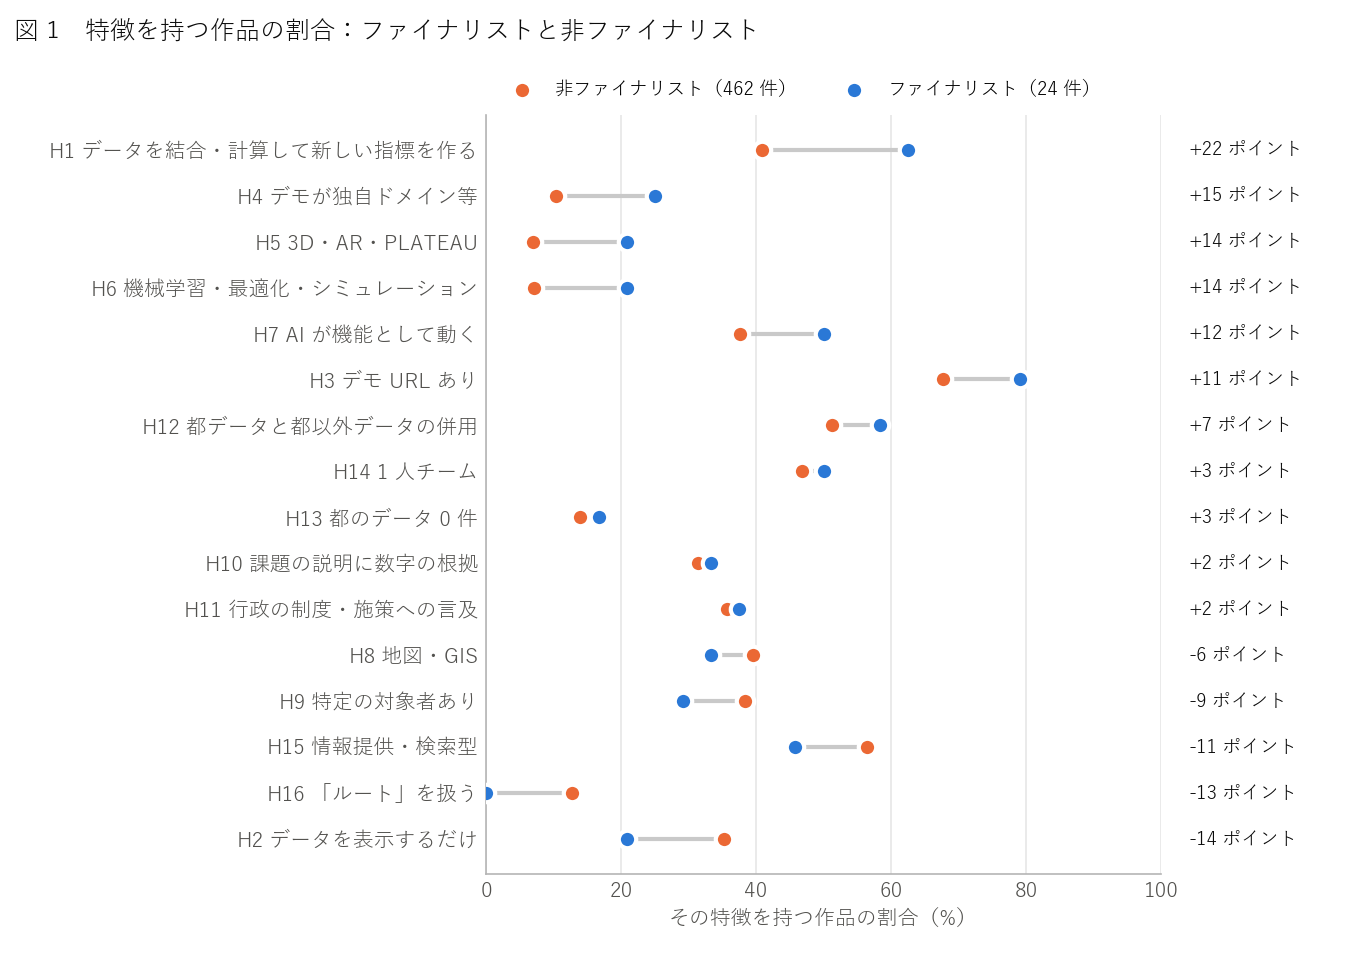 図 1　特徴を持つ作品の割合：ファイナリストと非ファイナリスト
非ファイナリスト（462 件）　ファイナリスト（24 件）
H1 データを結合・計算して新しい指標を作る +22 ポイント
H4 デモが独自ドメイン等 +15 ポイント
H5 3D・AR・PLATEAU +14 ポイント
H6 機械学習・最適化・シミュレーション +14 ポイント
H7 AI が機能として動く +12 ポイント
H3 デモ URL あり +11 ポイント
H12 都データと都以外データの併用 +7 ポイント
H14 1 人チーム +3 ポイント
H13 都のデータ 0 件 +3 ポイント
H10 課題の説明に数字の根拠 +2 ポイント
H11 行政の制度・施策への言及 +2 ポイント
H8 地図・GIS -6 ポイント
H9 特定の対象者あり -9 ポイント
H15 情報提供・検索型 -11 ポイント
H16 「ルート」を扱う -13 ポイント
H2 データを表示するだけ -14 ポイント
0 20 40 60 80 100
その特徴を持つ作品の割合（%）